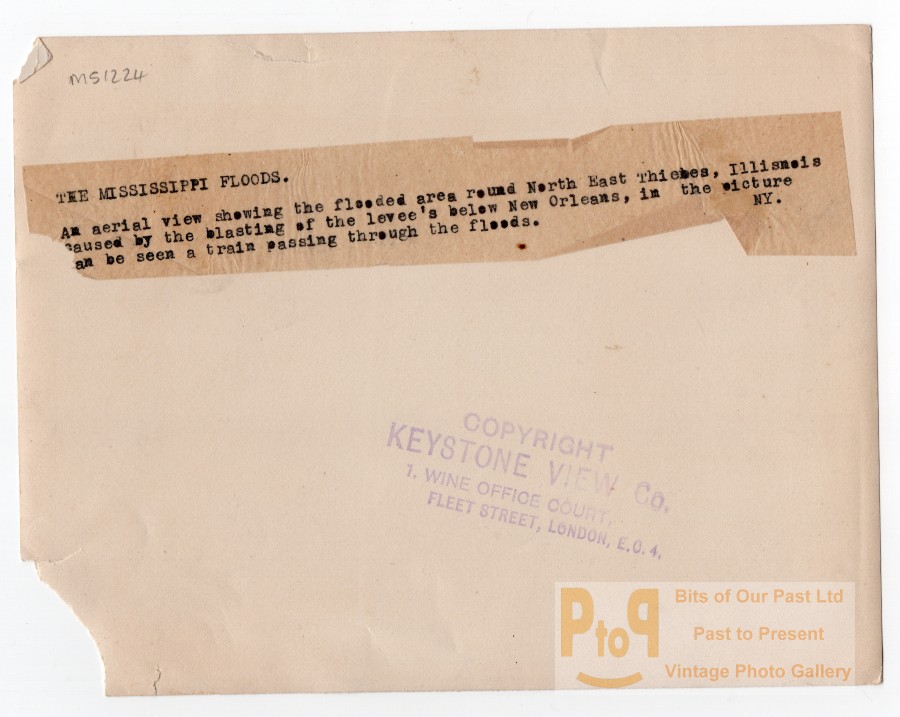 MS1224
THE MISSISSIPPI FLOODS.
An aerial view showing the flooded area round North East Thiebes, Illisnois
caused by the blasting of the levee's below New Orleans, in the picture
an be seen a train passing through the floods. NY.
COPYRIGHT
KEYSTONE VIEW Co.
1. WINE OFFICE COURT,
FLEET STREET, LONDON, E.C.4.
PtoP
Bits of Our Past Ltd
Past to Present
Vintage Photo Gallery